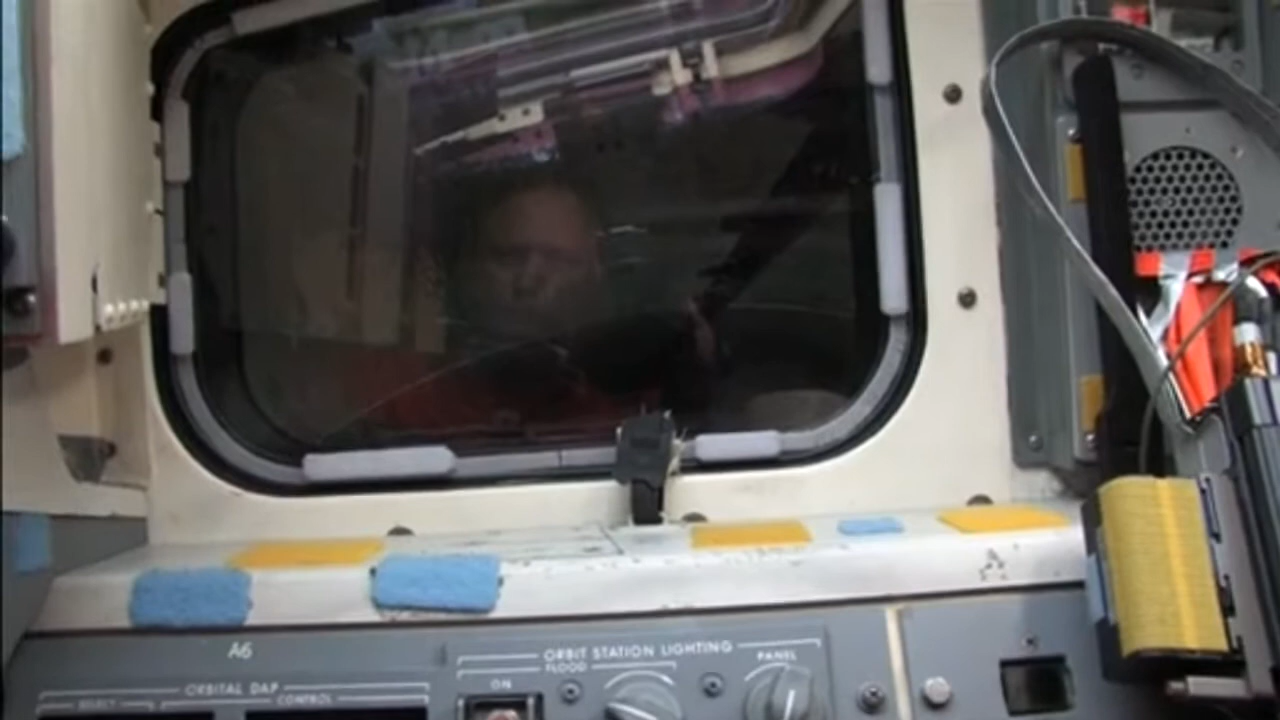 A6
ORBIT STATION LIGHTING
FLOOD
PANEL
ON
ORBITAL DAP
SELECT
CONTROL